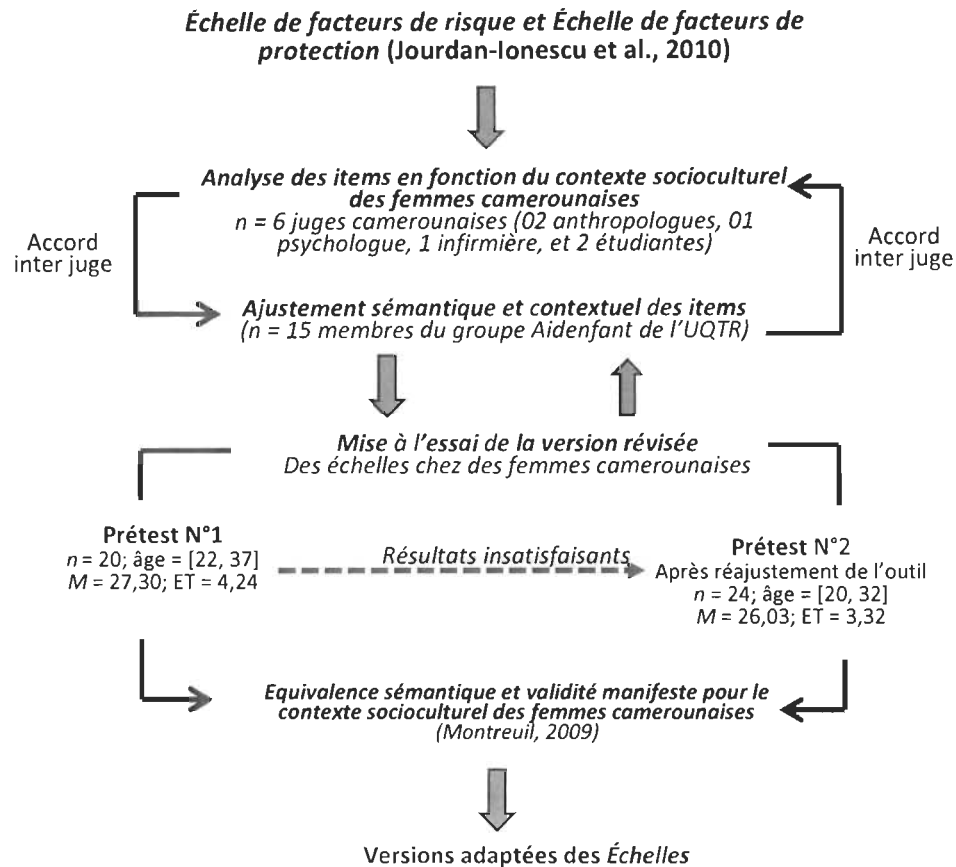 Échelle de facteurs de risque et Échelle de facteurs de
protection (Jourdan-Ionescu et al., 2010)
Analyse des items en fonction du contexte socioculturel
des femmes camerounaises
n = 6 juges camerounaises (02 anthropologues, 01
psychologue, 1 infirmière, et 2 étudiantes)
Accord
inter juge
Accord
inter juge
Ajustement sémantique et contextuel des items
(n = 15 membres du groupe Aidenfant de l'UQTR)
Mise à l'essai de la version révisée
Des échelles chez des femmes camerounaises
Prétest N°1
n = 20; âge = [22, 37]
M = 27,30; ET = 4,24
Résultats insatisfaisants
Prétest N°2
Après réajustement de l'outil
n = 24; âge = [20, 32]
M = 26,03; ET = 3,32
Equivalence sémantique et validité manifeste pour le
contexte socioculturel des femmes camerounaises
(Montreuil, 2009)
Versions adaptées des Échelles